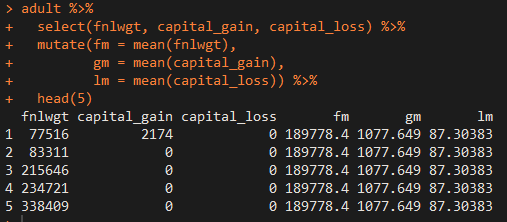 > adult %>%
+   select(fnlwgt, capital_gain, capital_loss) %>%
+   mutate(fm = mean(fnlwgt),
+          gm = mean(capital_gain),
+          lm = mean(capital_loss)) %>%
+   head(5)
  fnlwgt capital_gain capital_loss       fm       gm       lm
1  77516         2174            0 189778.4 1077.649 87.30383
2  83311            0            0 189778.4 1077.649 87.30383
3 215646            0            0 189778.4 1077.649 87.30383
4 234721            0            0 189778.4 1077.649 87.30383
5 338409            0            0 189778.4 1077.649 87.30383